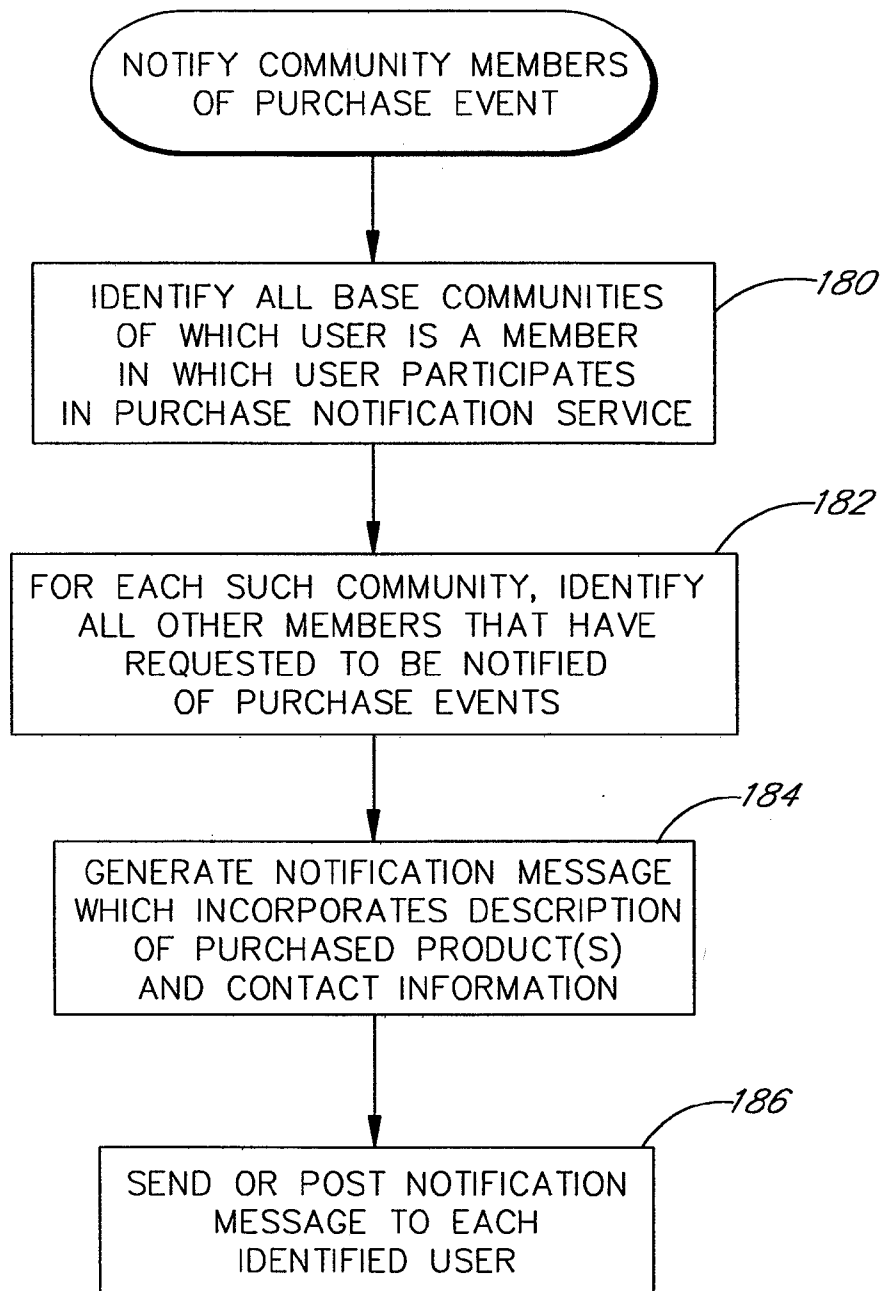 NOTIFY COMMUNITY MEMBERS
OF PURCHASE EVENT
180
IDENTIFY ALL BASE COMMUNITIES
OF WHICH USER IS A MEMBER
IN WHICH USER PARTICIPATES
IN PURCHASE NOTIFICATION SERVICE
182
FOR EACH SUCH COMMUNITY, IDENTIFY
ALL OTHER MEMBERS THAT HAVE
REQUESTED TO BE NOTIFIED
OF PURCHASE EVENTS
184
GENERATE NOTIFICATION MESSAGE
WHICH INCORPORATES DESCRIPTION
OF PURCHASED PRODUCT(S)
AND CONTACT INFORMATION
186
SEND OR POST NOTIFICATION
MESSAGE TO EACH
IDENTIFIED USER